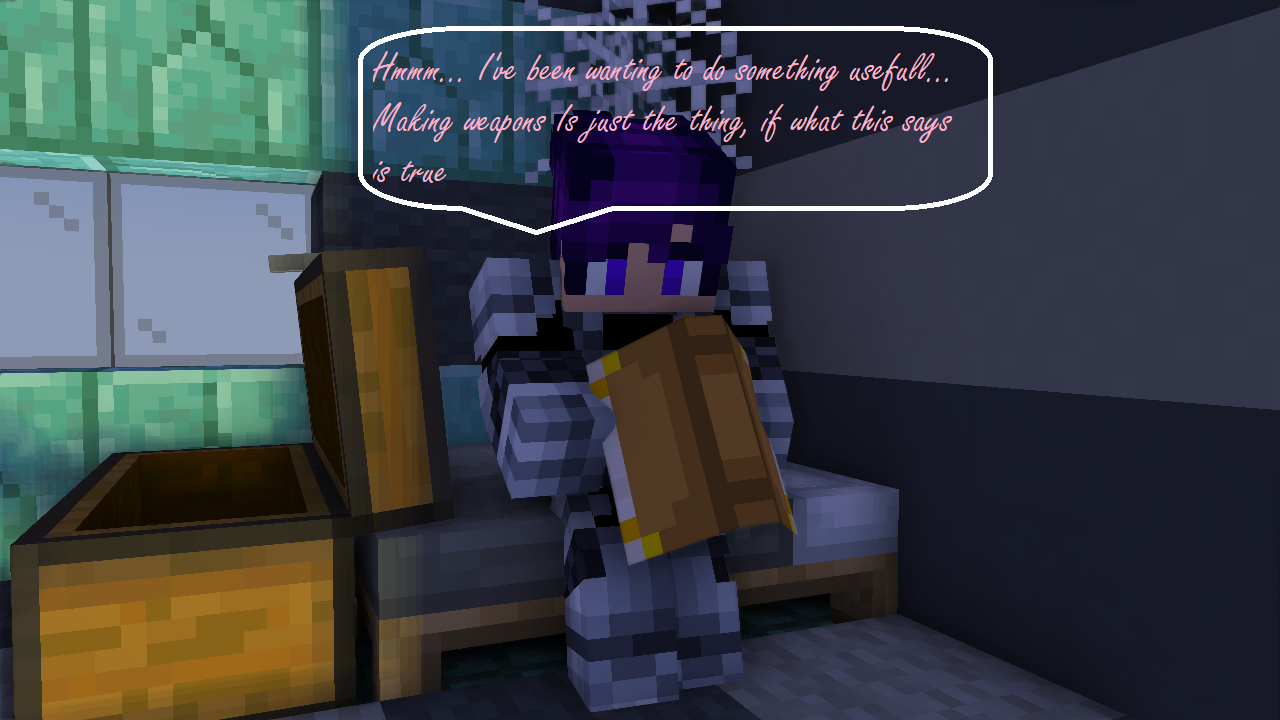 Hmmm... I've been wanting to do something usefull...
Making weapons Is just the thing, if what this says
is true